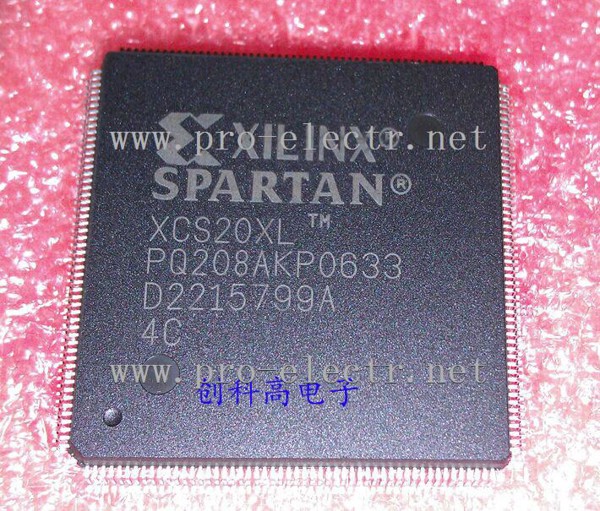 XILINX®
www.pro-electr.net
SPARTAN®
XCS20XL™
PQ208AKP0633
D2215799A
4C
www.pro-electr.net
创科高电子